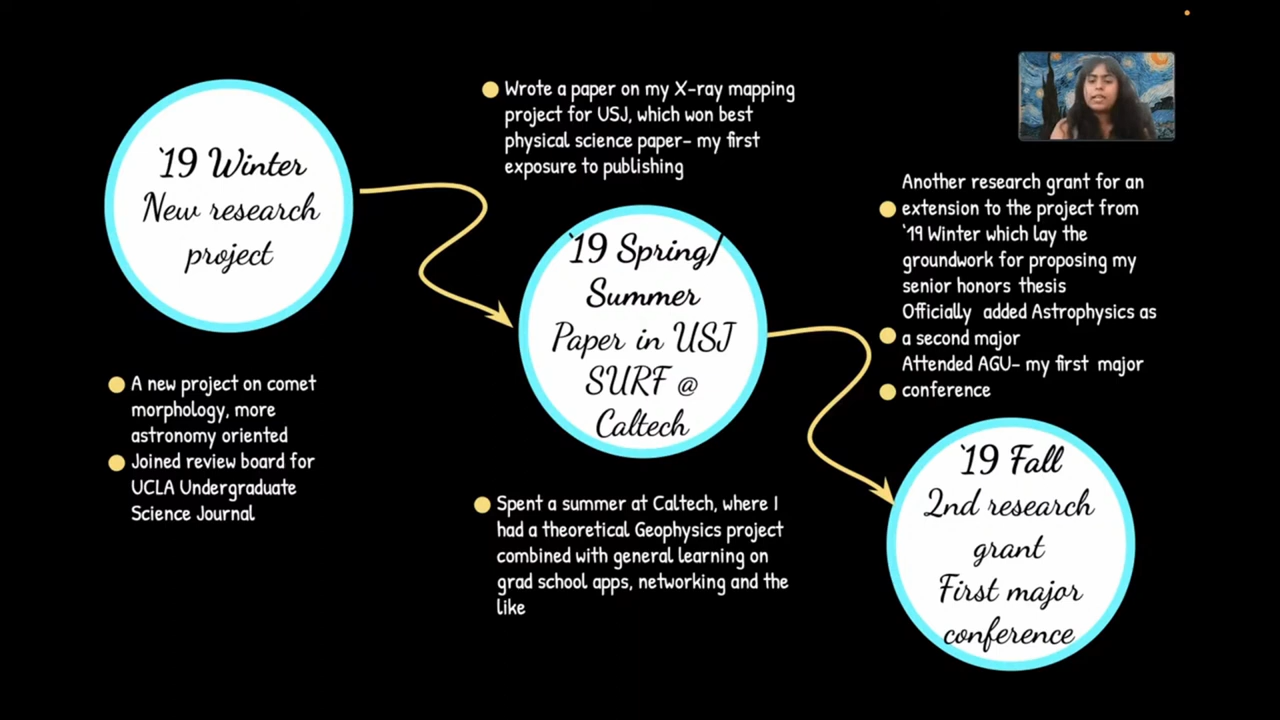 `19 Winter
New research
project
A new project on comet
morphology, more
astronomy oriented
Joined review board for
UCLA Undergraduate
Science Journal
Wrote a paper on my X-ray mapping
project for USJ, which won best
physical science paper- my first
exposure to publishing
`19 Spring/
Summer
Paper in USJ
SURF @
Caltech
Spent a summer at Caltech, where I
had a theoretical Geophysics project
combined with general learning on
grad school apps, networking and the
like
Another research grant for an
extension to the project from
`19 Winter which lay the
groundwork for proposing my
senior honors thesis
Officially added Astrophysics as
a second major
Attended AGU- my first major
conference
`19 Fall
2nd research
grant
First major
conference